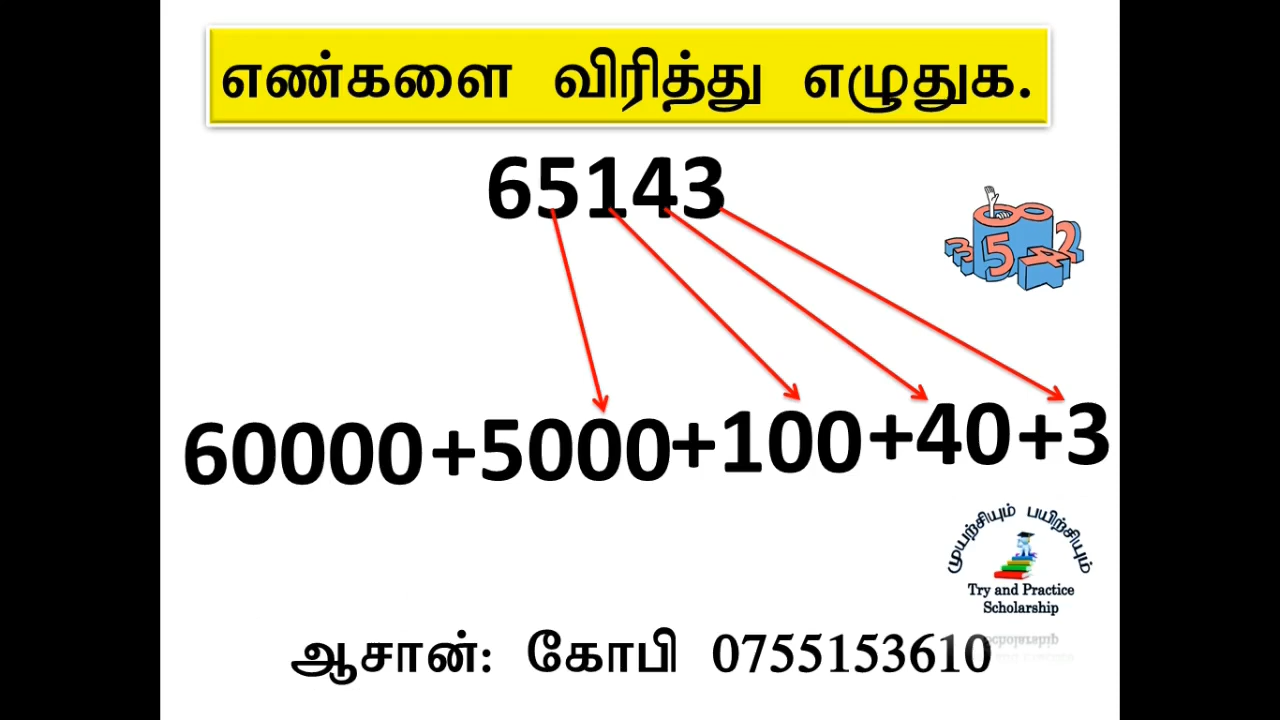 எண்களை விரித்து எழுதுக.
65143
60000+5000+100+40+3
முயற்சியும் பயிற்சியும்
Try and Practice
Scholarship
ஆசான்: கோபி 0755153610